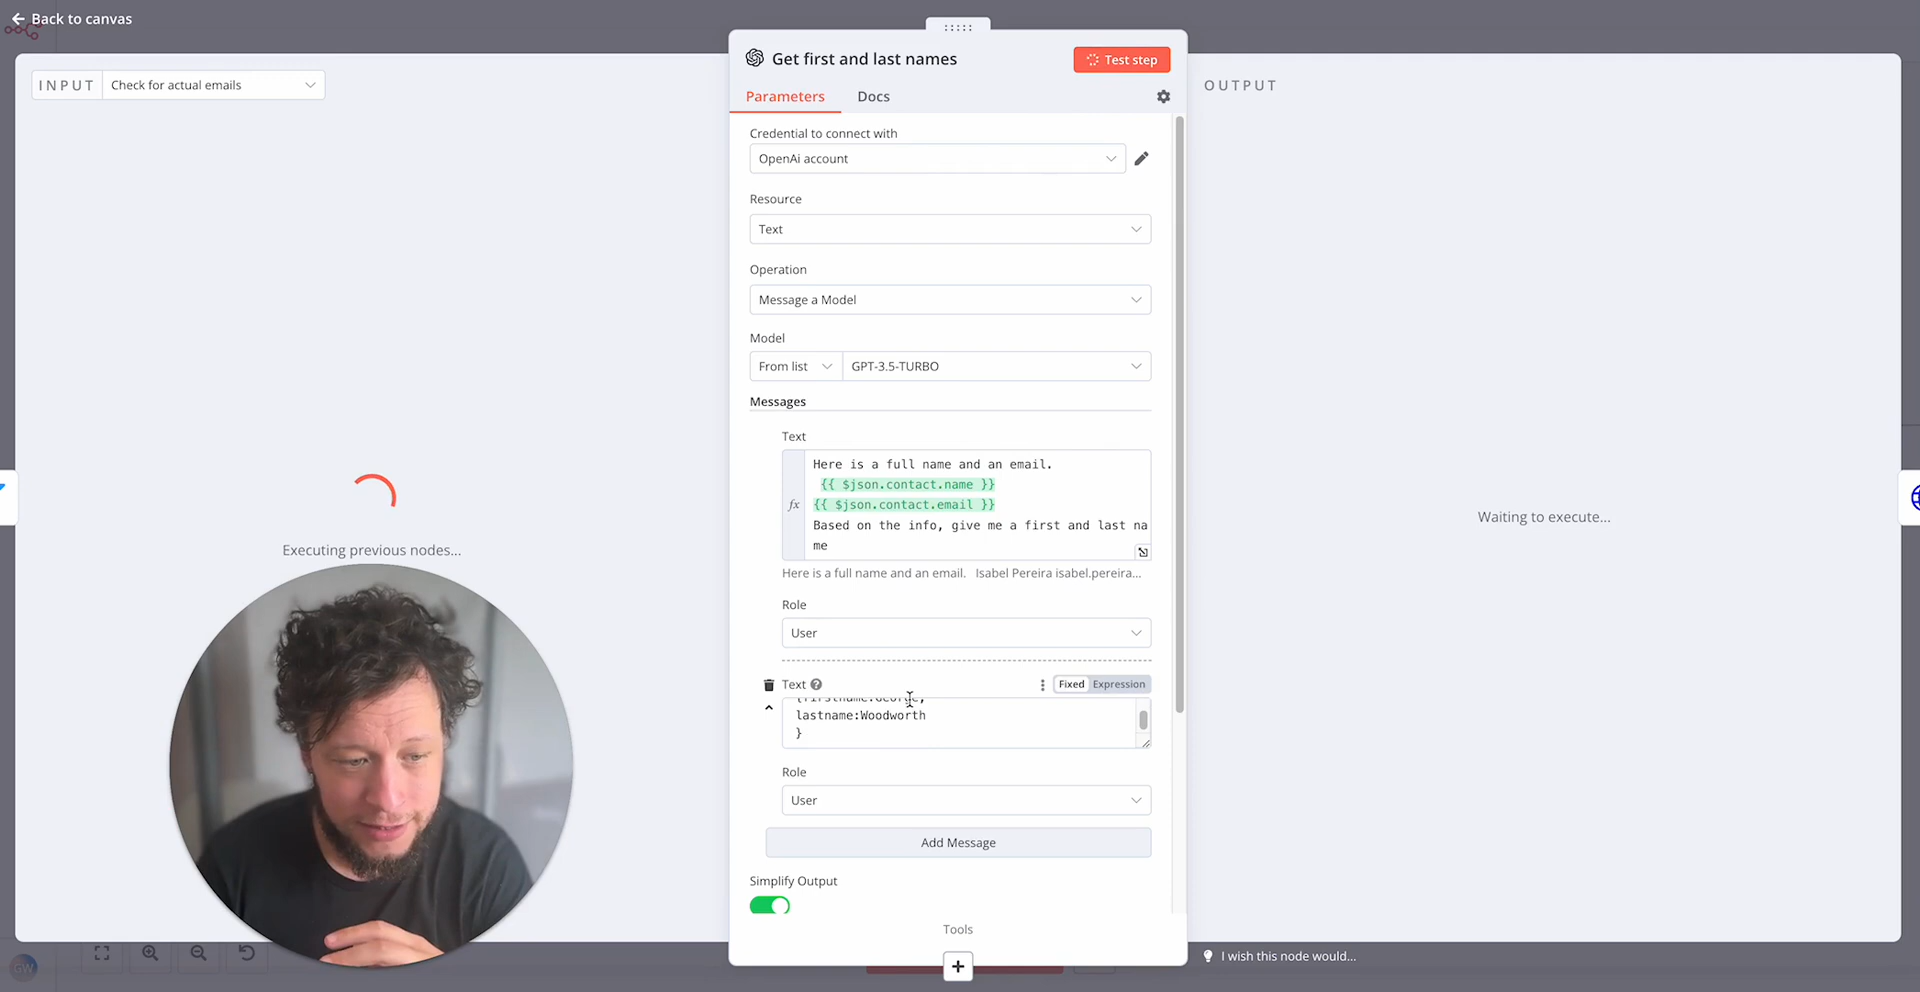 Back to canvas
INPUT
Check for actual emails
Executing previous nodes...
GW
Get first and last names
Test step
Parameters
Docs
Credential to connect with
OpenAi account
Resource
Text
Operation
Message a Model
Model
From list
GPT-3.5-TURBO
Messages
Text
fx
Here is a full name and an email.
{{ $json.contact.name }}
{{ $json.contact.email }}
Based on the info, give me a first and last na
me
Here is a full name and an email. Isabel Pereira isabel.pereira...
Role
User
Text
Fixed
Expression
{firstname:George,
lastname:Woodworth
}
Role
User
Add Message
Simplify Output
Tools
OUTPUT
Waiting to execute...
I wish this node would...